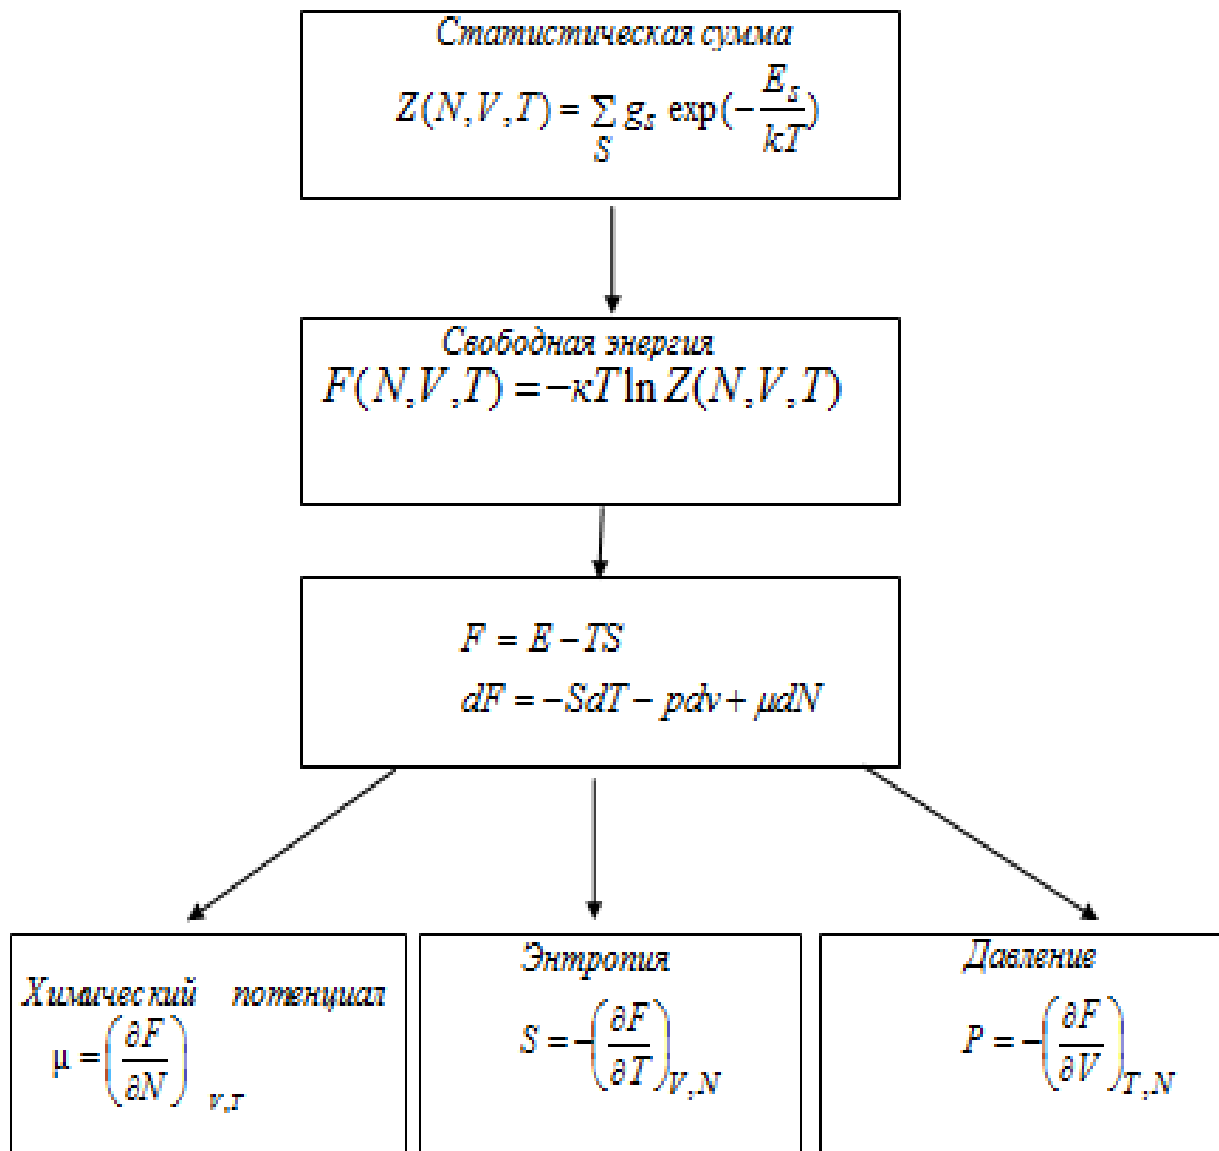 Статистическая сумма
Z(N,V,T) = ∑_S g_s exp(-E_s/kT)
Свободная энергия
F(N,V,T) = -кT ln Z(N,V,T)
F = E - TS
dF = -SdT - pdv + μdN
Химический потенциал
μ = (∂F/∂N)_{V,T}
Энтропия
S = -(∂F/∂T)_{V,N}
Давление
P = -(∂F/∂V)_{T,N}